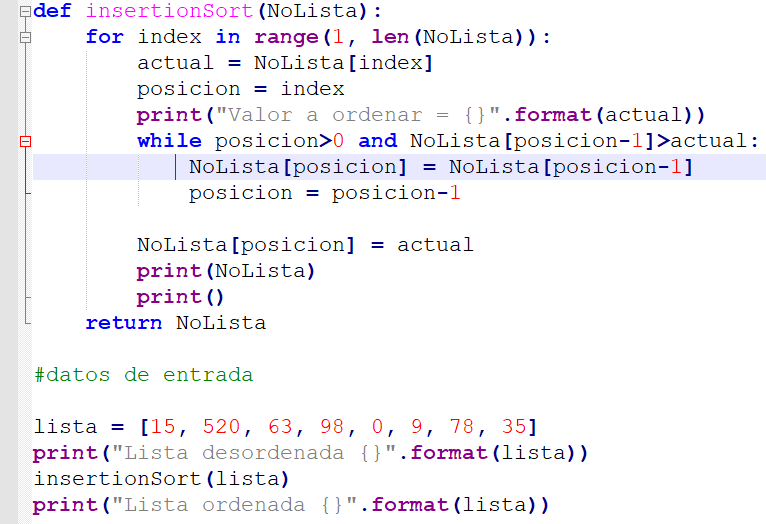 def insertionSort(NoLista):
    for index in range(1, len(NoLista)):
        actual = NoLista[index]
        posicion = index
        print("Valor a ordenar = {}".format(actual))
        while posicion>0 and NoLista[posicion-1]>actual:
            NoLista[posicion] = NoLista[posicion-1]
            posicion = posicion-1

        NoLista[posicion] = actual
        print(NoLista)
        print()
    return NoLista

#datos de entrada

lista = [15, 520, 63, 98, 0, 9, 78, 35]
print("Lista desordenada {}".format(lista))
insertionSort(lista)
print("Lista ordenada {}".format(lista))